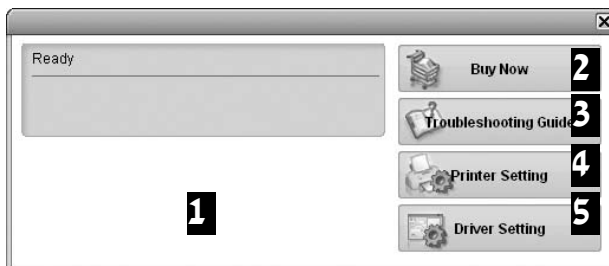 Ready
Buy Now 2
Troubleshooting Guide 3
Printer Setting 4
1
Driver Setting 5